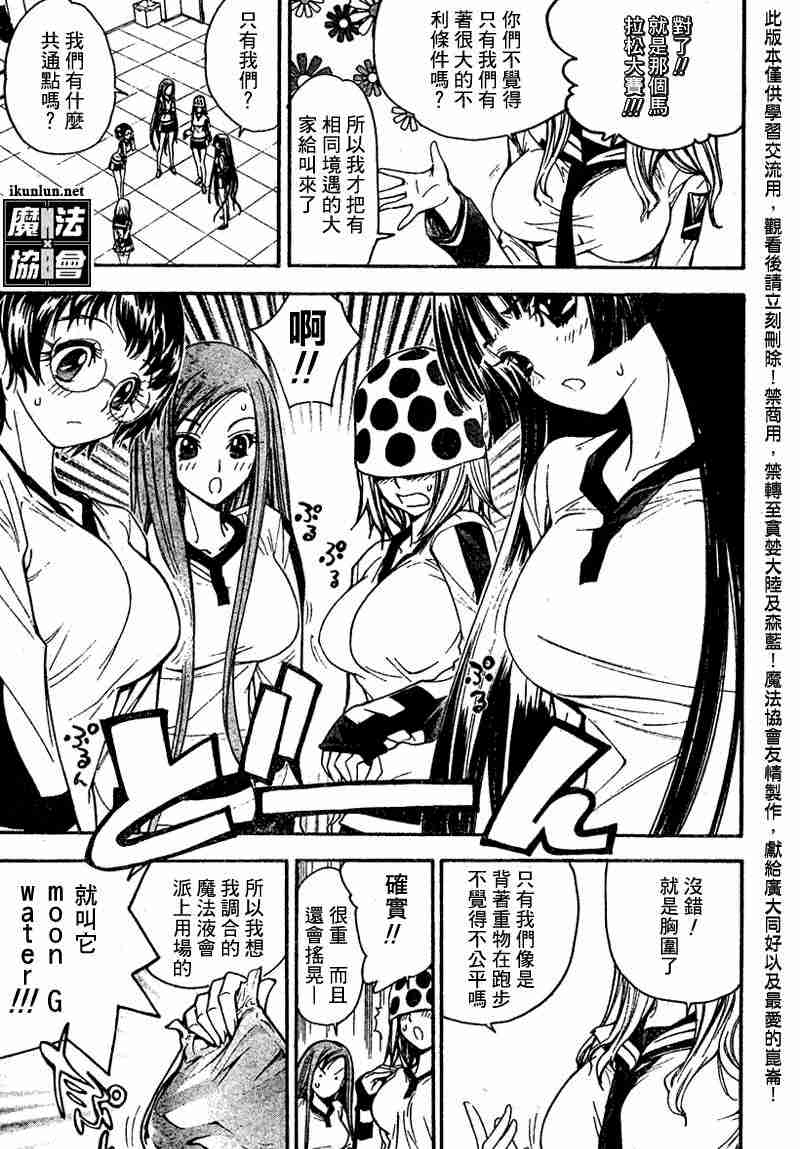 對了!!
就是那個馬
拉松大賽!!!
你們不覺得
只有我們有
著很大的不
利條件嗎?
所以我才把有
相同境遇的大
家給叫來了
只有我們?
我們有什麼
共通點嗎?
ikunlun.net
魔法
協會
啊!!
ぷるん
ぷる
ぷる
ぷるん
どーん
沒錯!
就是胸圍了
只有我們像是
背著重物在跑步
不覺得不公平嗎
確實!!
很重 而且
還會搖晃—
所以我想
我調合的
魔法液會
派上用場的
就叫它
moon G
water!!!
此版本僅供學習交流用,觀看後請立刻刪除!禁商用,禁轉至貪婪大陸及森藍!魔法協會友情製作,獻給廣大同好以及最愛的崑崙!